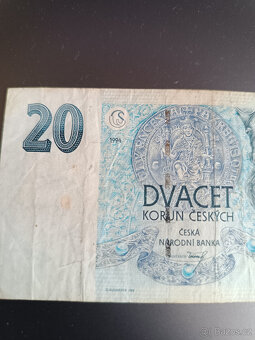 20
1994
DVACET
KORUN ČESKÝCH
ČESKÁ
NÁRODNÍ BANKA